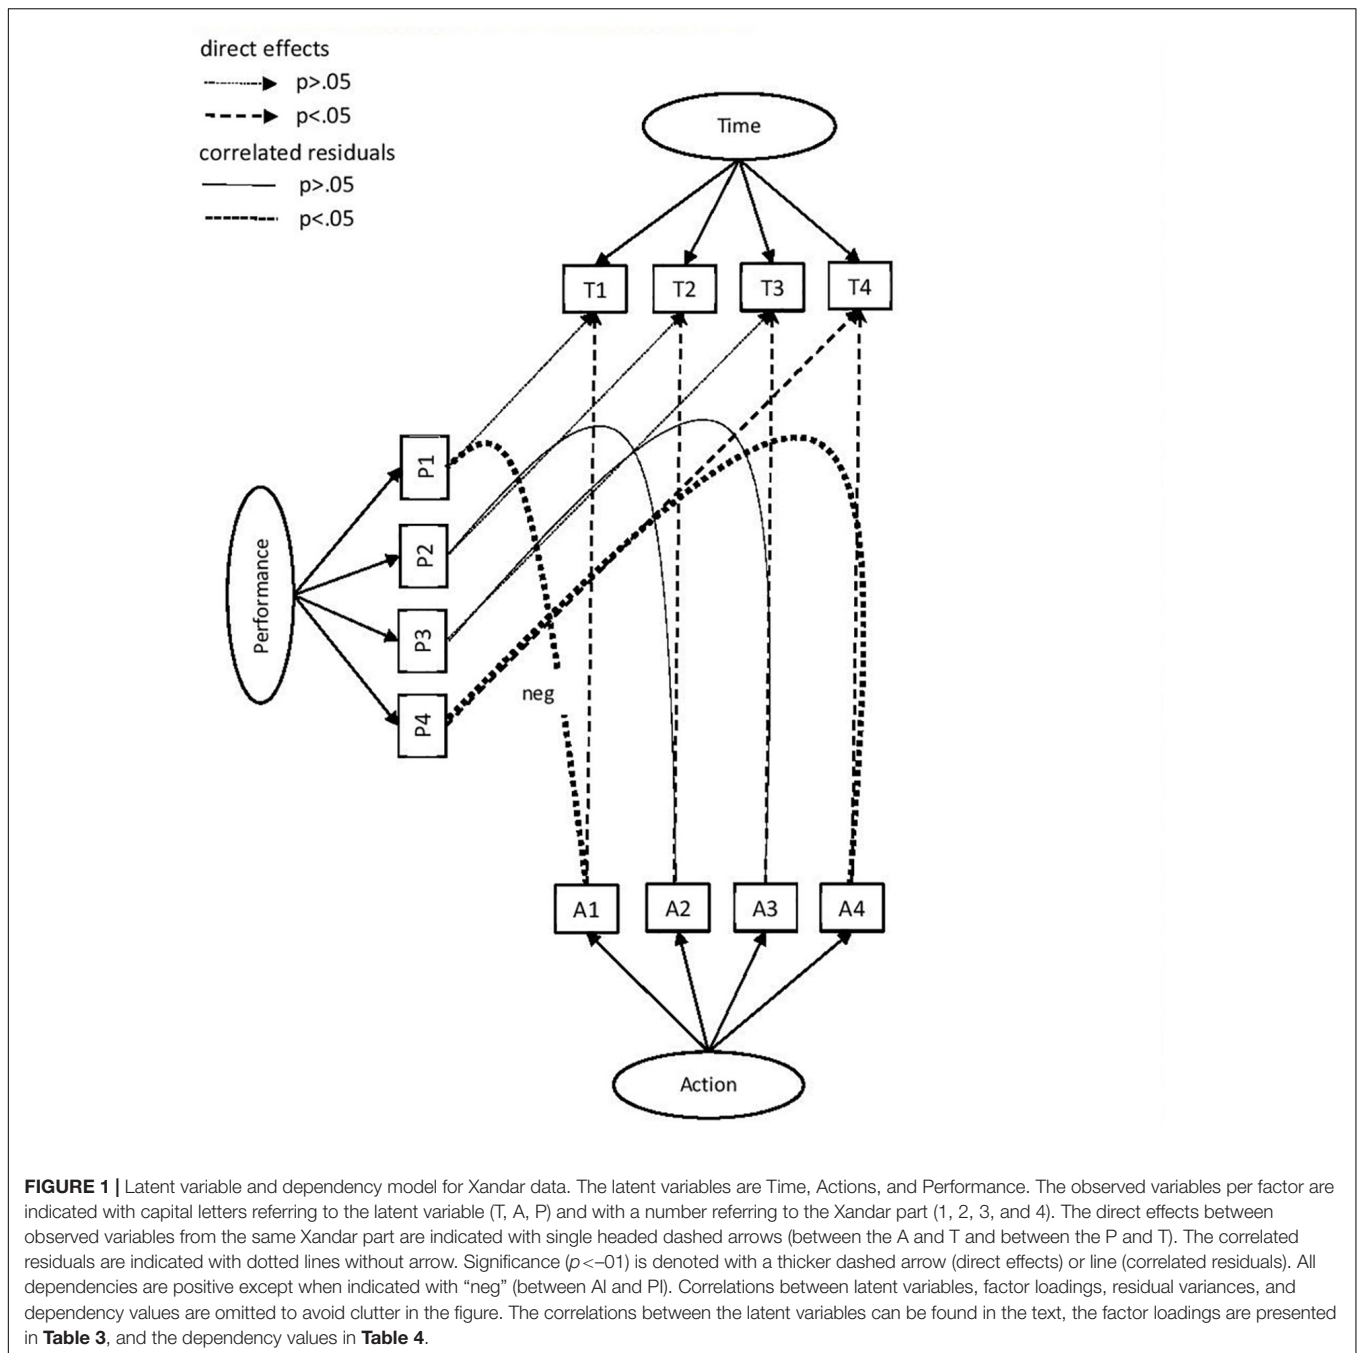 direct effects
p>.05
p<.05
correlated residuals
p>.05
p<.05
Time
T1 T2 T3 T4
P1
P2
P3
P4
Performance
neg
A1 A2 A3 A4
Action
FIGURE 1 | Latent variable and dependency model for Xandar data. The latent variables are Time, Actions, and Performance. The observed variables per factor are
indicated with capital letters referring to the latent variable (T, A, P) and with a number referring to the Xandar part (1, 2, 3, and 4). The direct effects between
observed variables from the same Xandar part are indicated with single headed dashed arrows (between the A and T and between the P and T). The correlated
residuals are indicated with dotted lines without arrow. Significance (p<–01) is denoted with a thicker dashed arrow (direct effects) or line (correlated residuals). All
dependencies are positive except when indicated with “neg” (between Al and Pl). Correlations between latent variables, factor loadings, residual variances, and
dependency values are omitted to avoid clutter in the figure. The correlations between the latent variables can be found in the text, the factor loadings are presented
in Table 3, and the dependency values in Table 4.